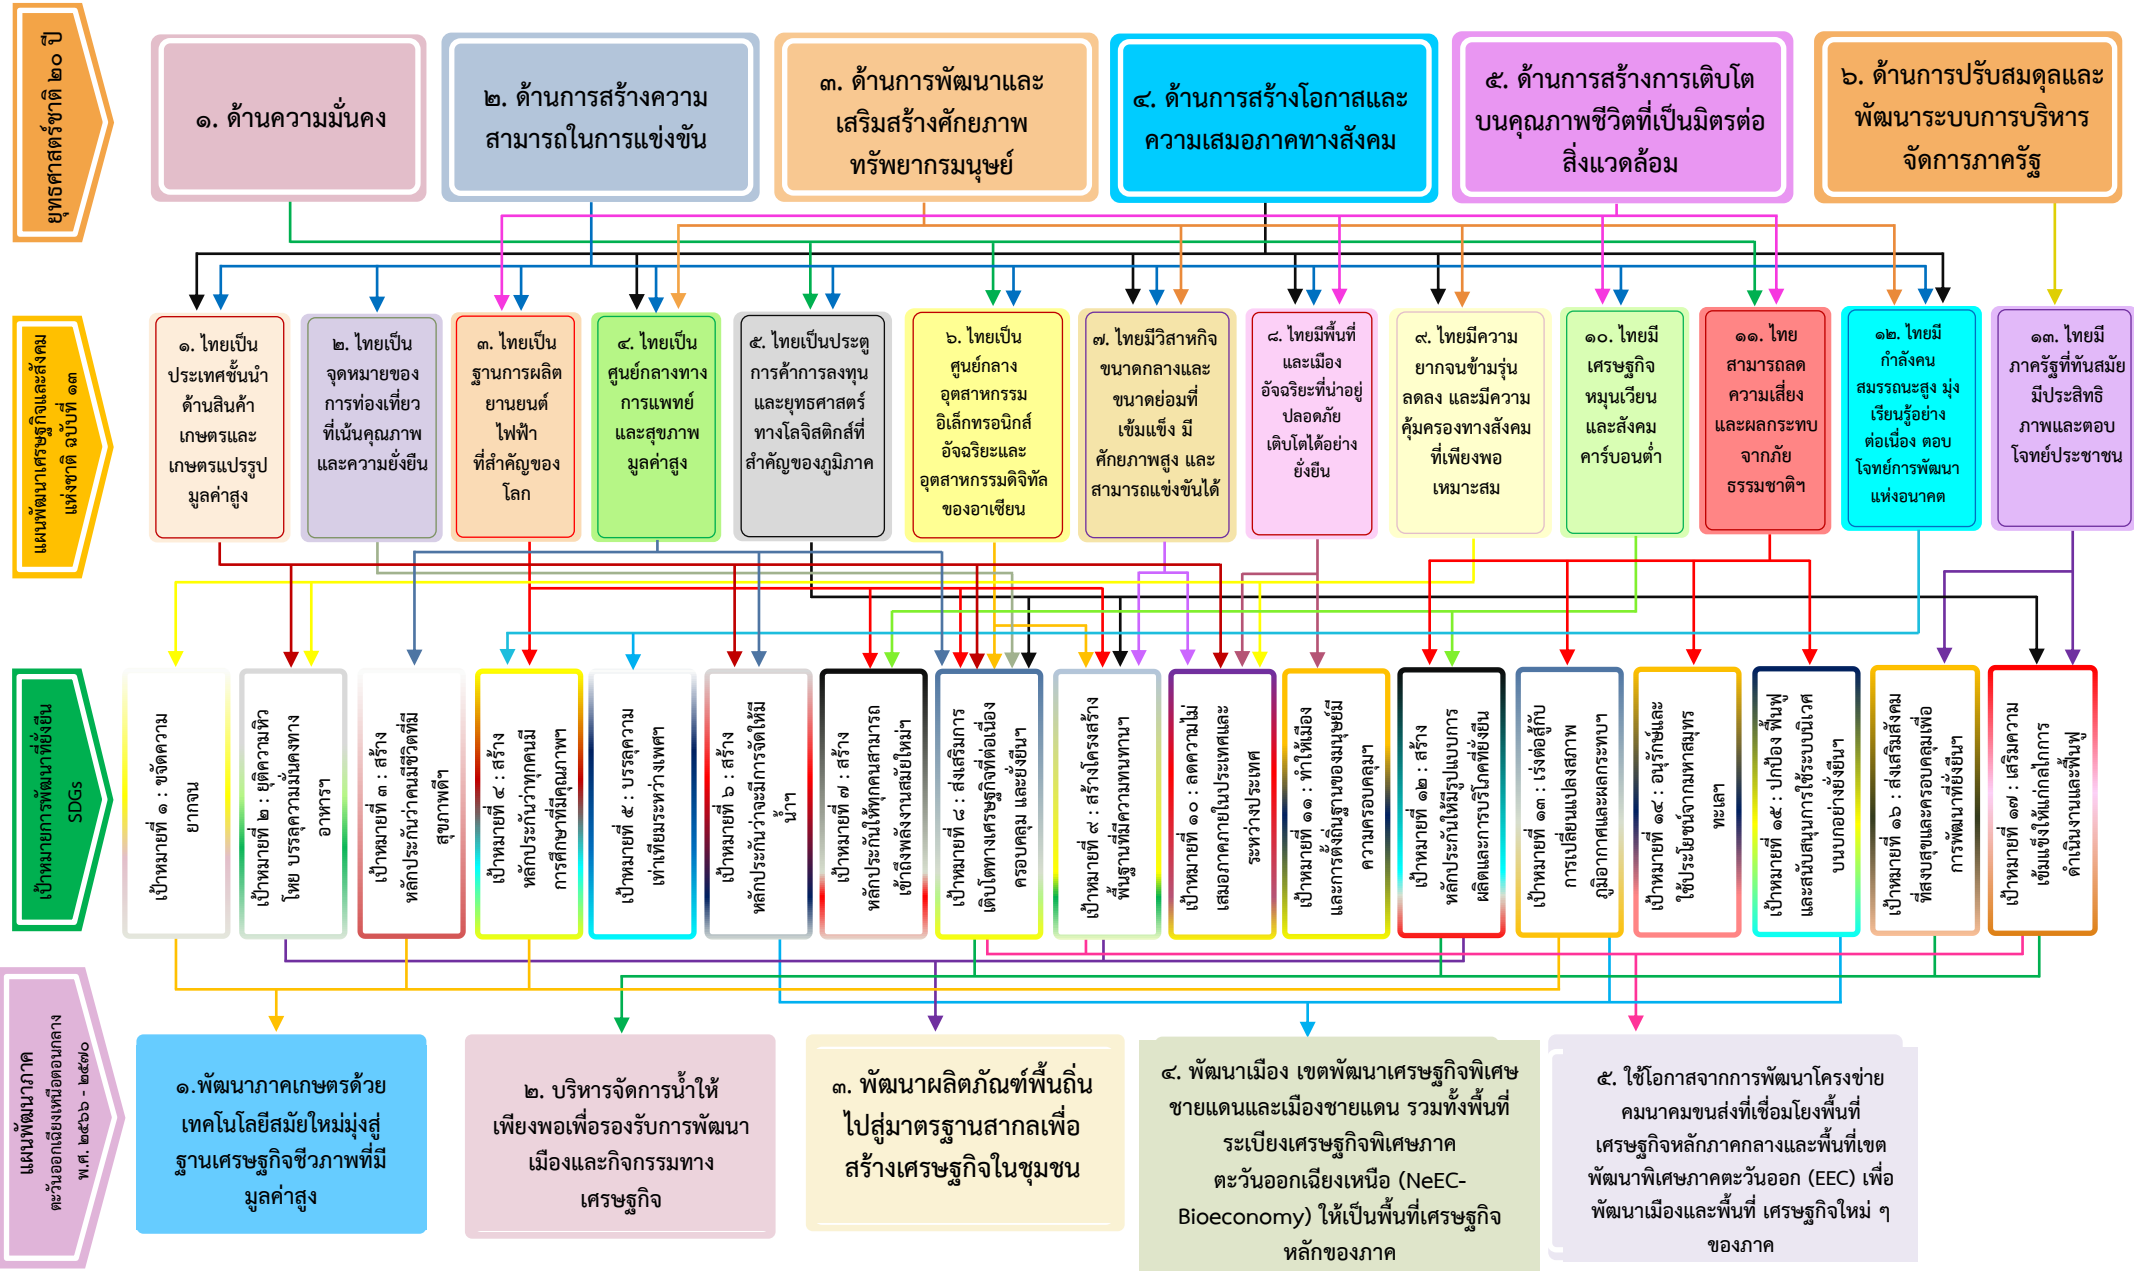 ยุทธศาสตร์ชาติ ๒๐ ปี
๑. ด้านความมั่นคง
๒. ด้านการสร้างความ
สามารถในการแข่งขัน
๓. ด้านการพัฒนาและ
เสริมสร้างศักยภาพ
ทรัพยากรมนุษย์
๔. ด้านการสร้างโอกาสและ
ความเสมอภาคทางสังคม
๕. ด้านการสร้างการเติบโต
บนคุณภาพชีวิตที่เป็นมิตรต่อ
สิ่งแวดล้อม
๖. ด้านการปรับสมดุลและ
พัฒนาระบบการบริหาร
จัดการภาครัฐ
แผนพัฒนาเศรษฐกิจและสังคม
แห่งชาติ ฉบับที่ ๑๓
๑. ไทยเป็น
ประเทศชั้นนำ
ด้านสินค้า
เกษตรและ
เกษตรแปรรูป
มูลค่าสูง
๒. ไทยเป็น
จุดหมายของ
การท่องเที่ยว
ที่เน้นคุณภาพ
และความยั่งยืน
๓. ไทยเป็น
ฐานการผลิต
ยานยนต์
ไฟฟ้า
ที่สำคัญของ
โลก
๔. ไทยเป็น
ศูนย์กลางทาง
การแพทย์
และสุขภาพ
มูลค่าสูง
๕. ไทยเป็นประตู
การค้าการลงทุน
และยุทธศาสตร์
ทางโลจิสติกส์ที่
สำคัญของภูมิภาค
๖. ไทยเป็น
ศูนย์กลาง
อุตสาหกรรม
อิเล็กทรอนิกส์
อัจฉริยะและ
อุตสาหกรรมดิจิทัล
ของอาเซียน
๗. ไทยมีวิสาหกิจ
ขนาดกลางและ
ขนาดย่อมที่
เข้มแข็ง มี
ศักยภาพสูง และ
สามารถแข่งขันได้
๘. ไทยมีพื้นที่
และเมือง
อัจฉริยะที่น่าอยู่
ปลอดภัย
เติบโตได้อย่าง
ยั่งยืน
๙. ไทยมีความ
ยากจนข้ามรุ่น
ลดลง และมีความ
คุ้มครองทางสังคม
ที่เพียงพอ
เหมาะสม
๑๐. ไทยมี
เศรษฐกิจ
หมุนเวียน
และสังคม
คาร์บอนต่ำ
๑๑. ไทย
สามารถลด
ความเสี่ยง
และผลกระทบ
จากภัย
ธรรมชาติฯ
๑๒. ไทยมี
กำลังคน
สมรรถนะสูง มุ่ง
เรียนรู้อย่าง
ต่อเนื่อง ตอบ
โจทย์การพัฒนา
แห่งอนาคต
๑๓. ไทยมี
ภาครัฐที่ทันสมัย
มีประสิทธิ
ภาพและตอบ
โจทย์ประชาชน
เป้าหมายการพัฒนาที่ยั่งยืน
SDGs
เป้าหมายที่ ๑ : ขจัดความ
ยากจน
เป้าหมายที่ ๒ : ยุติความหิว
โหย บรรลุความมั่นคงทาง
อาหารฯ
เป้าหมายที่ ๓ : สร้าง
หลักประกันว่าคนมีชีวิตที่มี
สุขภาพดีฯ
เป้าหมายที่ ๔ : สร้าง
หลักประกันว่าทุกคนมี
การศึกษาที่มีคุณภาพฯ
เป้าหมายที่ ๕ : บรรลุความ
เท่าเทียมระหว่างเพศฯ
เป้าหมายที่ ๖ : สร้าง
หลักประกันว่าจะมีการจัดให้มี
น้ำฯ
เป้าหมายที่ ๗ : สร้าง
หลักประกันให้ทุกคนสามารถ
เข้าถึงพลังงานสมัยใหม่ฯ
เป้าหมายที่ ๘ : ส่งเสริมการ
เติบโตทางเศรษฐกิจที่ต่อเนื่อง
ครอบคลุม และยั่งยืนฯ
เป้าหมายที่ ๙ : สร้างโครงสร้าง
พื้นฐานที่มีความทนทานฯ
เป้าหมายที่ ๑๐ : ลดความไม่
เสมอภาคภายในประเทศและ
ระหว่างประเทศ
เป้าหมายที่ ๑๑ : ทำให้เมือง
และการตั้งถิ่นฐานของมนุษย์มี
ความครอบคลุมฯ
เป้าหมายที่ ๑๒ : สร้าง
หลักประกันให้มีรูปแบบการ
ผลิตและการบริโภคที่ยั่งยืน
เป้าหมายที่ ๑๓ : เร่งต่อสู้กับ
การเปลี่ยนแปลงสภาพ
ภูมิอากาศและผลกระทบฯ
เป้าหมายที่ ๑๔ : อนุรักษ์และ
ใช้ประโยชน์จากมหาสมุทร
ทะเลฯ
เป้าหมายที่ ๑๕ : ปกป้อง ฟื้นฟู
และสนับสนุนการใช้ระบบนิเวศ
บนบกอย่างยั่งยืนฯ
เป้าหมายที่ ๑๖ : ส่งเสริมสังคม
ที่สงบสุขและครอบคลุมเพื่อ
การพัฒนาที่ยั่งยืนฯ
เป้าหมายที่ ๑๗ : เสริมความ
เข้มแข็งให้แก่กลไกการ
ดำเนินงานและฟื้นฟู
แผนพัฒนาภาค
ตะวันออกเฉียงเหนือตอนกลาง
พ.ศ. ๒๕๖๖ - ๒๕๗๐
๑.พัฒนาภาคเกษตรด้วย
เทคโนโลยีสมัยใหม่มุ่งสู่
ฐานเศรษฐกิจชีวภาพที่มี
มูลค่าสูง
๒. บริหารจัดการน้ำให้
เพียงพอเพื่อรองรับการพัฒนา
เมืองและกิจกรรมทาง
เศรษฐกิจ
๓. พัฒนาผลิตภัณฑ์พื้นถิ่น
ไปสู่มาตรฐานสากลเพื่อ
สร้างเศรษฐกิจในชุมชน
๔. พัฒนาเมือง เขตพัฒนาเศรษฐกิจพิเศษ
ชายแดนและเมืองชายแดน รวมทั้งพื้นที่
ระเบียงเศรษฐกิจพิเศษภาค
ตะวันออกเฉียงเหนือ (NeEC-
Bioeconomy) ให้เป็นพื้นที่เศรษฐกิจ
หลักของภาค
๕. ใช้โอกาสจากการพัฒนาโครงข่าย
คมนาคมขนส่งที่เชื่อมโยงพื้นที่
เศรษฐกิจหลักภาคกลางและพื้นที่เขต
พัฒนาพิเศษภาคตะวันออก (EEC) เพื่อ
พัฒนาเมืองและพื้นที่ เศรษฐกิจใหม่ ๆ
ของภาค